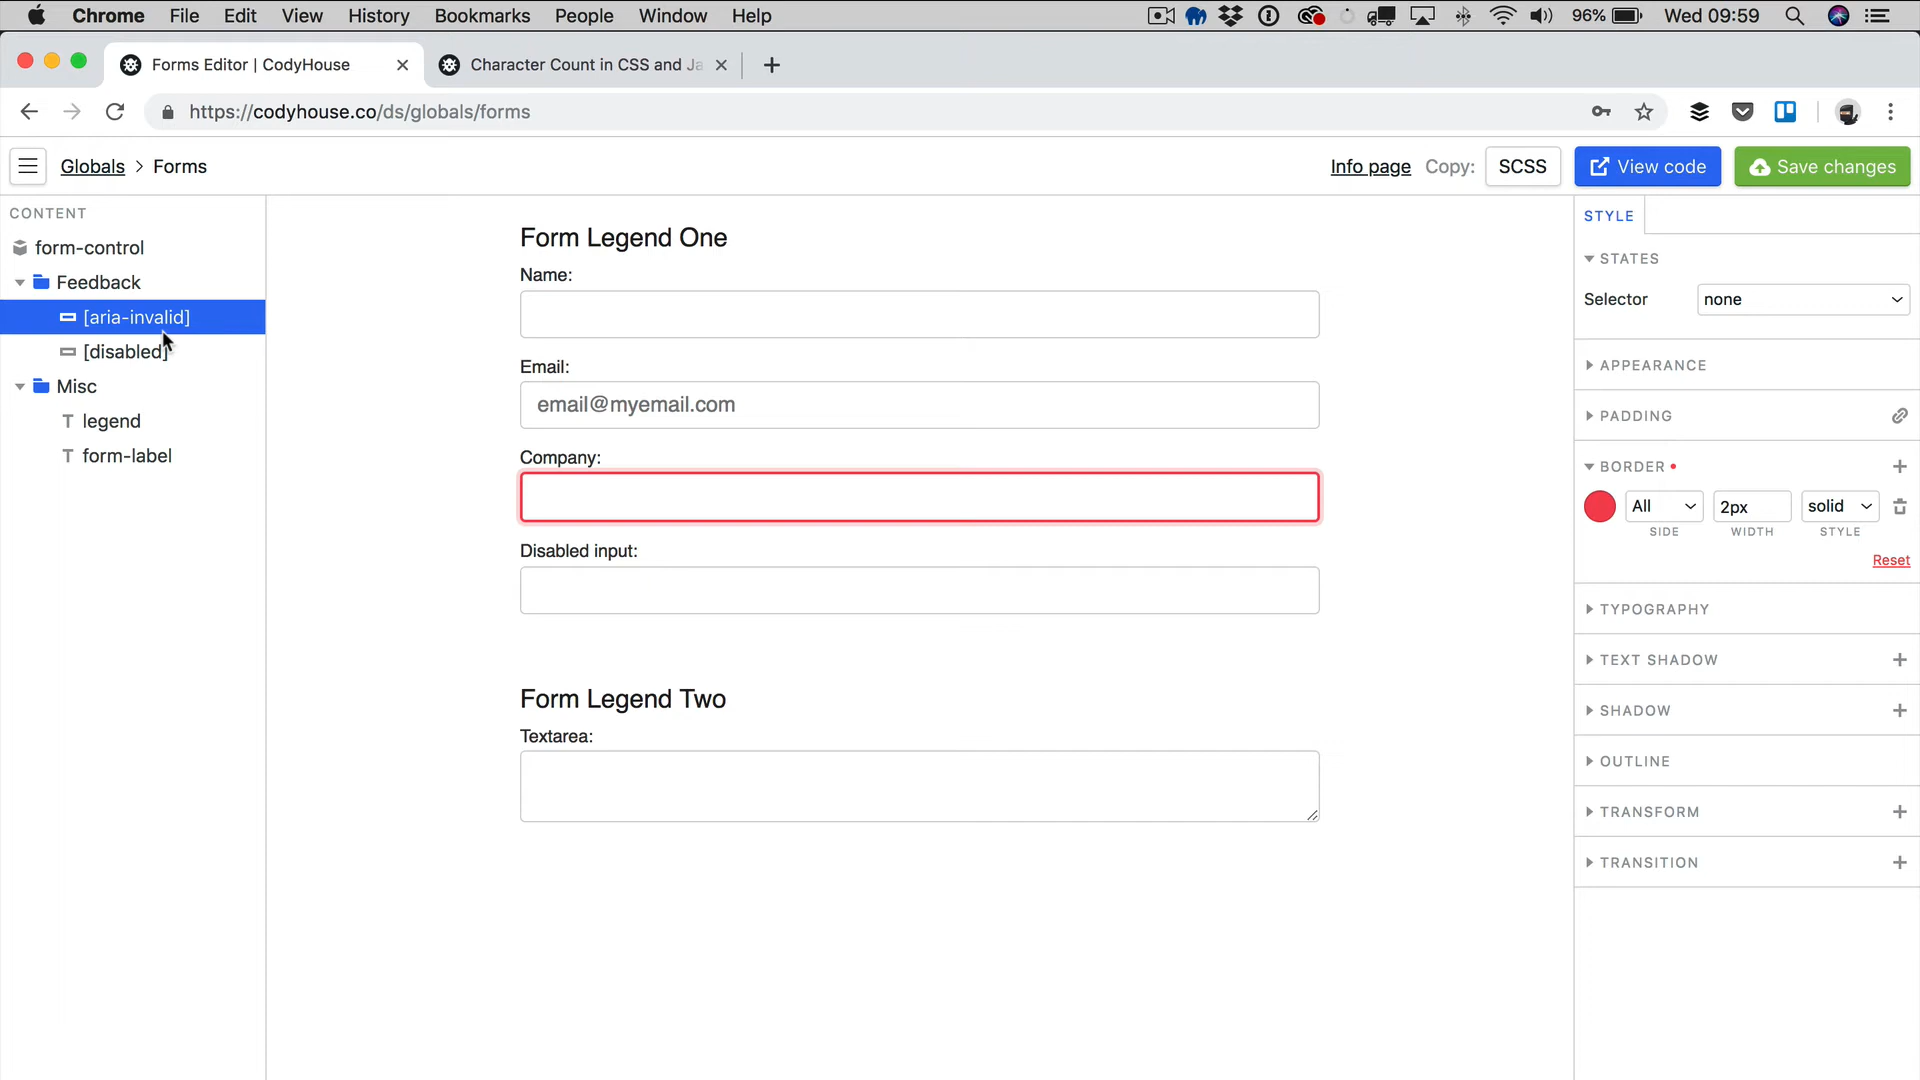 Chrome File Edit View History Bookmarks People Window Help 96% Wed 09:59
Forms Editor | CodyHouse
Character Count in CSS and Ja
https://codyhouse.co/ds/globals/forms
Globals > Forms
Info page Copy: SCSS View code Save changes
CONTENT
form-control
Feedback
[aria-invalid]
[disabled]
Misc
legend
form-label
Form Legend One
Name:
Email:
email@myemail.com
Company:
Disabled input:
Form Legend Two
Textarea:
STYLE
STATES
Selector none
APPEARANCE
PADDING
BORDER
All 2px solid
SIDE WIDTH STYLE
Reset
TYPOGRAPHY
TEXT SHADOW
SHADOW
OUTLINE
TRANSFORM
TRANSITION